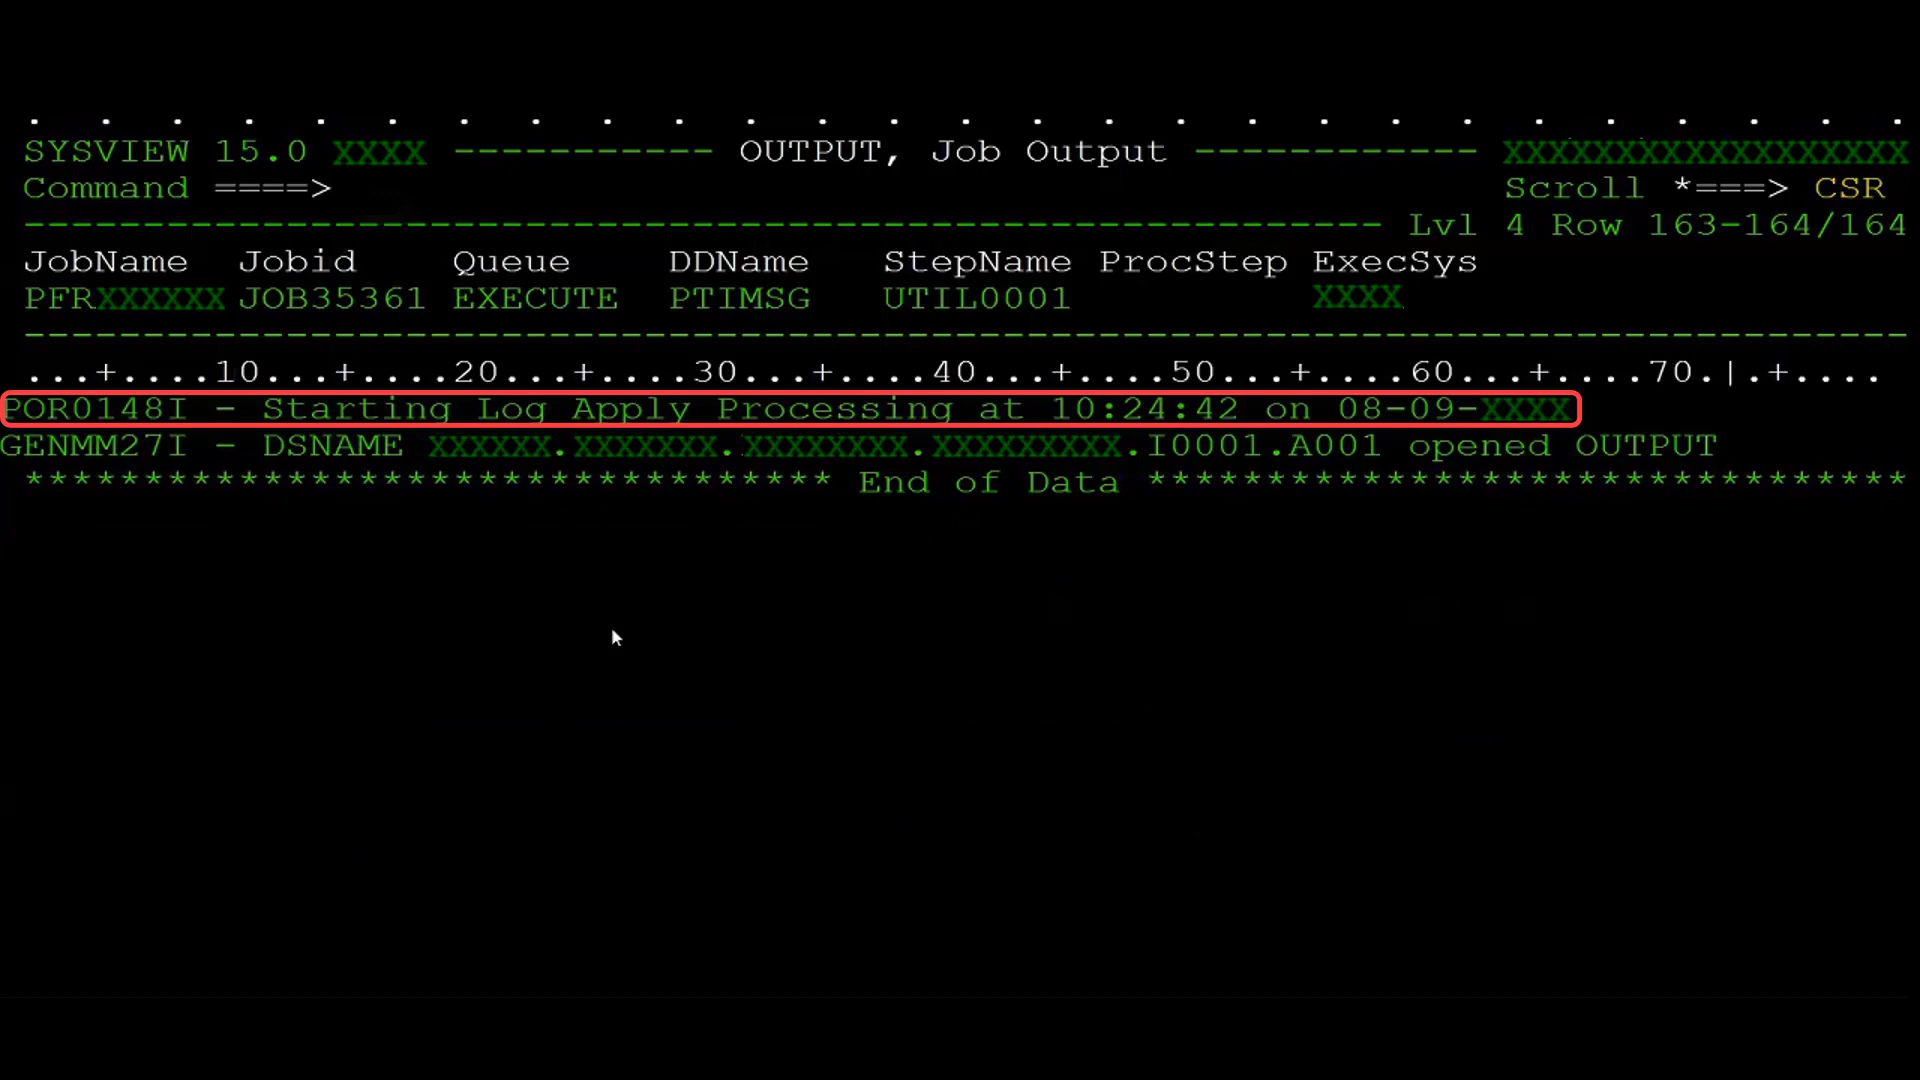 . . . . . . . . . . . . . . . . . . . . . . . . . . .
SYSVIEW 15.0 XXXX ----------- OUTPUT, Job Output ------------ XXXXXXXXXXXXXXXXXX
Command ====> Scroll *===> CSR
--------------------------------------------------------- Lvl 4 Row 163-164/164
JobName Jobid Queue DDName StepName ProcStep ExecSys
PFRXXXXXX JOB35361 EXECUTE PTIMSG UTIL0001 XXXX
-------------------------------------------------------------------------------
...+....10...+....20...+....30...+....40...+....50...+....60...+....70.|.+....
POR0148I - Starting Log Apply Processing at 10:24:42 on 08-09-XXXX
GENMM27I - DSNAME XXXXXX.XXXXXXX.XXXXXXXX.XXXXXXXXX.I0001.A001 opened OUTPUT
********************************** End of Data ********************************